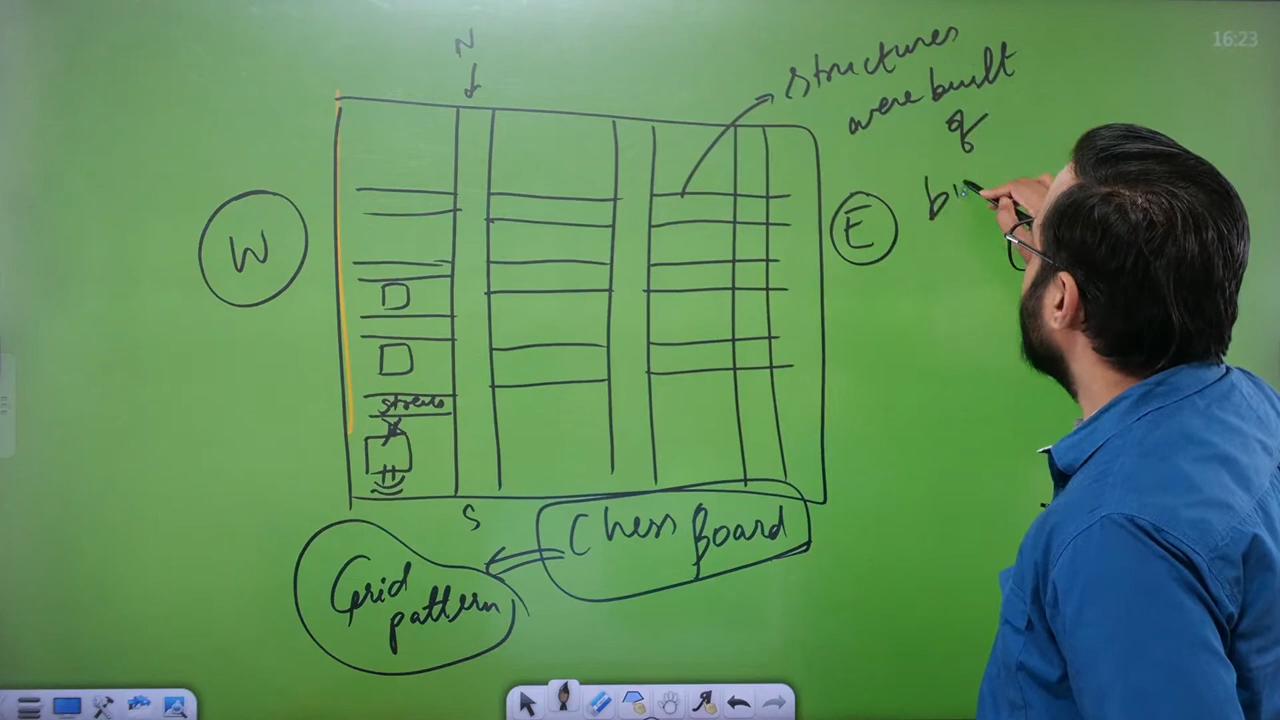 16:23
N
structures
were built
of
W
E
streets
S
Chess Board
Grid
pattern